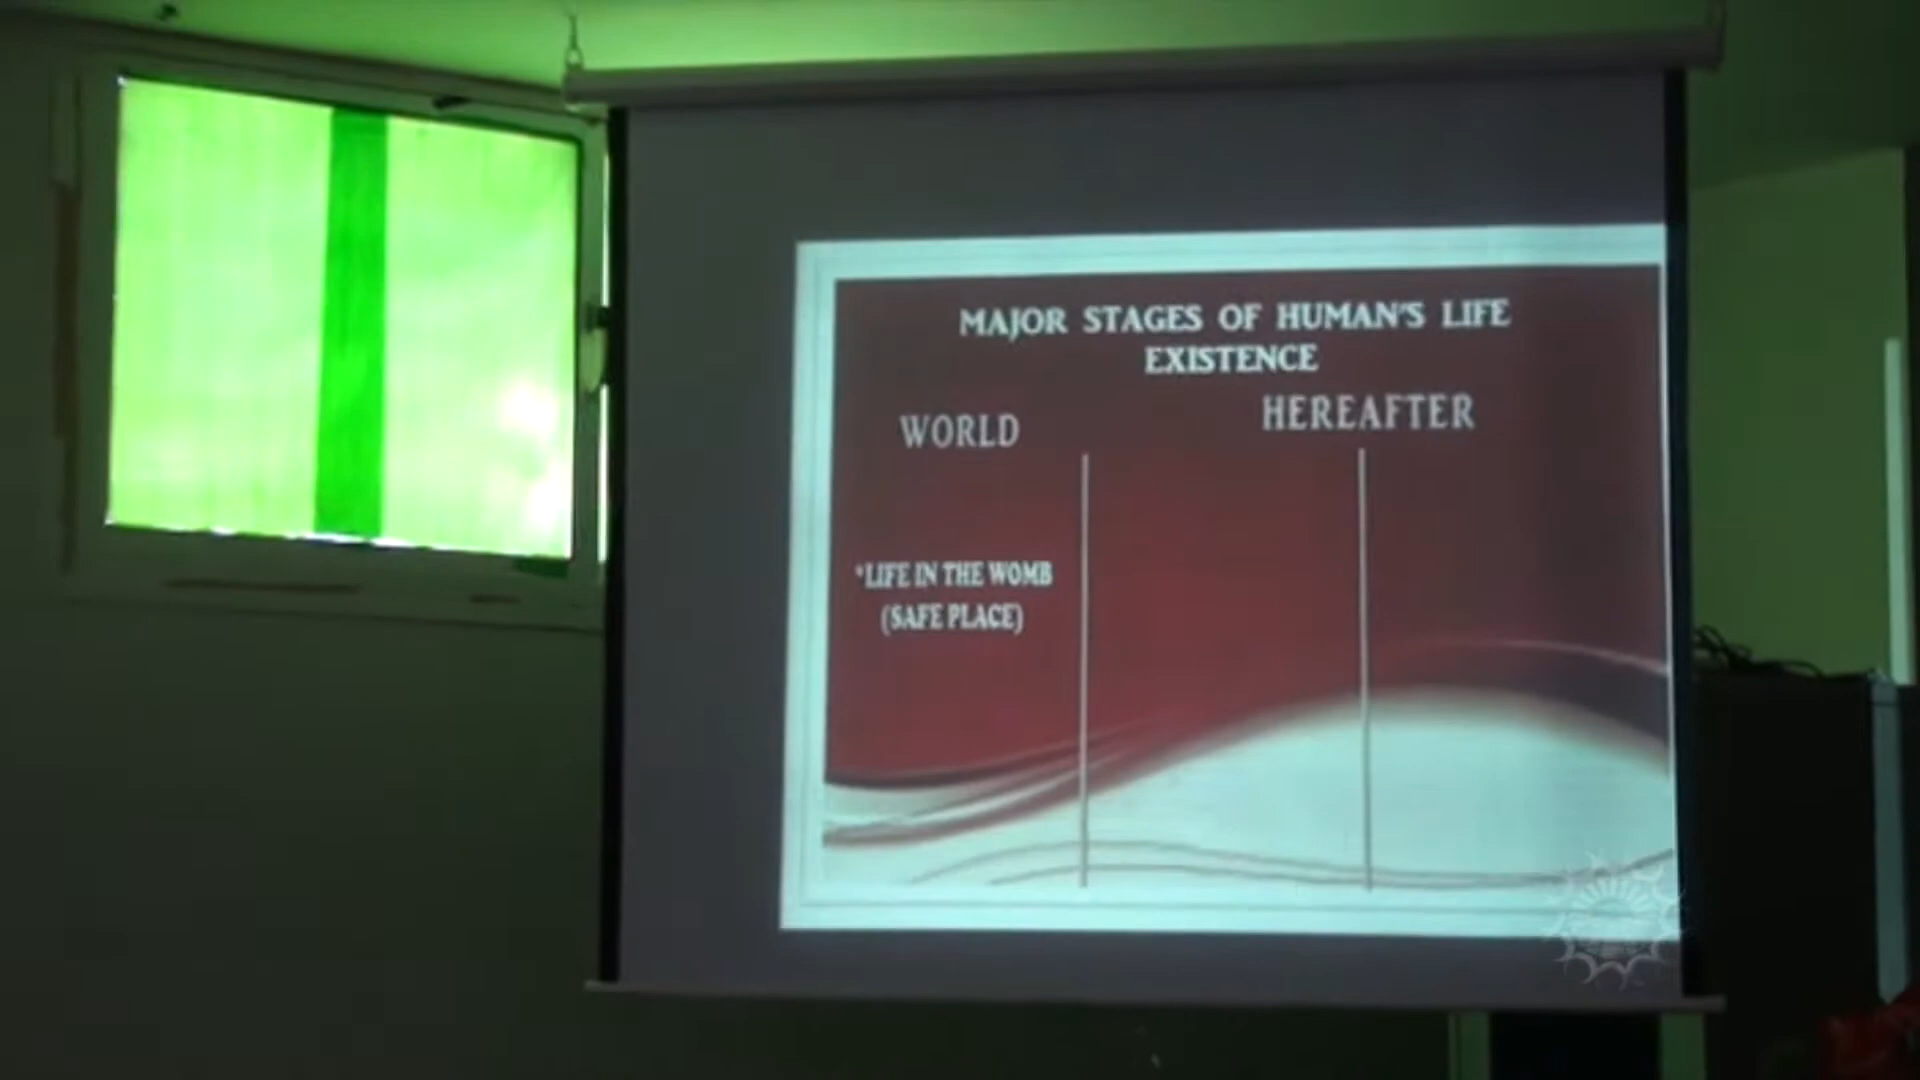 MAJOR STAGES OF HUMAN'S LIFE
EXISTENCE
WORLD
HEREAFTER
*LIFE IN THE WOMB
(SAFE PLACE)